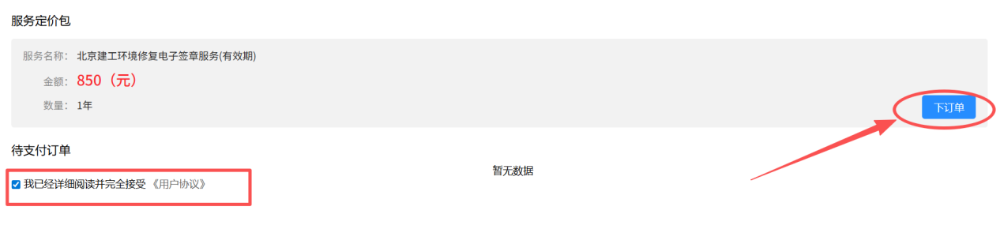 服务定价包
服务名称： 北京建工环境修复电子签章服务(有效期)
金额： 850（元）
数量： 1年
下订单
待支付订单
暂无数据
我已经详细阅读并完全接受 《用户协议》